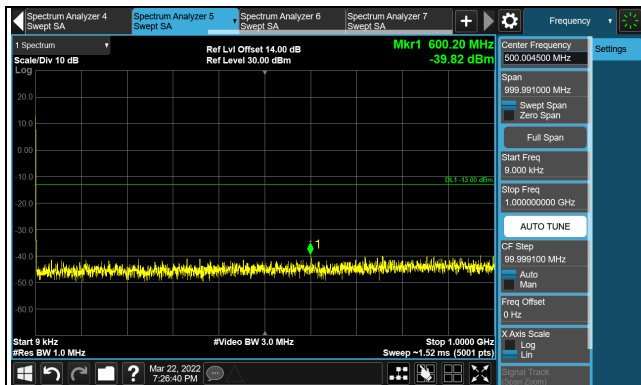 Spectrum Analyzer 4
Swept SA
Spectrum Analyzer 5
Swept SA
Spectrum Analyzer 6
Swept SA
Spectrum Analyzer 7
Swept SA
+
Frequency
1 Spectrum
Scale/Div 10 dB
Log
Ref Lvl Offset 14.00 dB
Ref Level 30.00 dBm
Mkr1 600.20 MHz
-39.82 dBm
20.0
10.0
0.00
-10.0
-20.0
-30.0
-40.0
-50.0
-60.0
DL1 -13.00 dBm
1
Start 9 kHz
#Res BW 1.0 MHz
#Video BW 3.0 MHz
Stop 1.0000 GHz
Sweep ~1.52 ms (5001 pts)
Center Frequency
500.004500 MHz
Settings
Span
999.991000 MHz
Swept Span
Zero Span
Full Span
Start Freq
9.000 kHz
Stop Freq
1.000000000 GHz
AUTO TUNE
CF Step
99.999100 MHz
Auto
Man
Freq Offset
0 Hz
X Axis Scale
Log
Lin
Signal Track
(Span Zoom)
?
Mar 22, 2022
7:26:40 PM